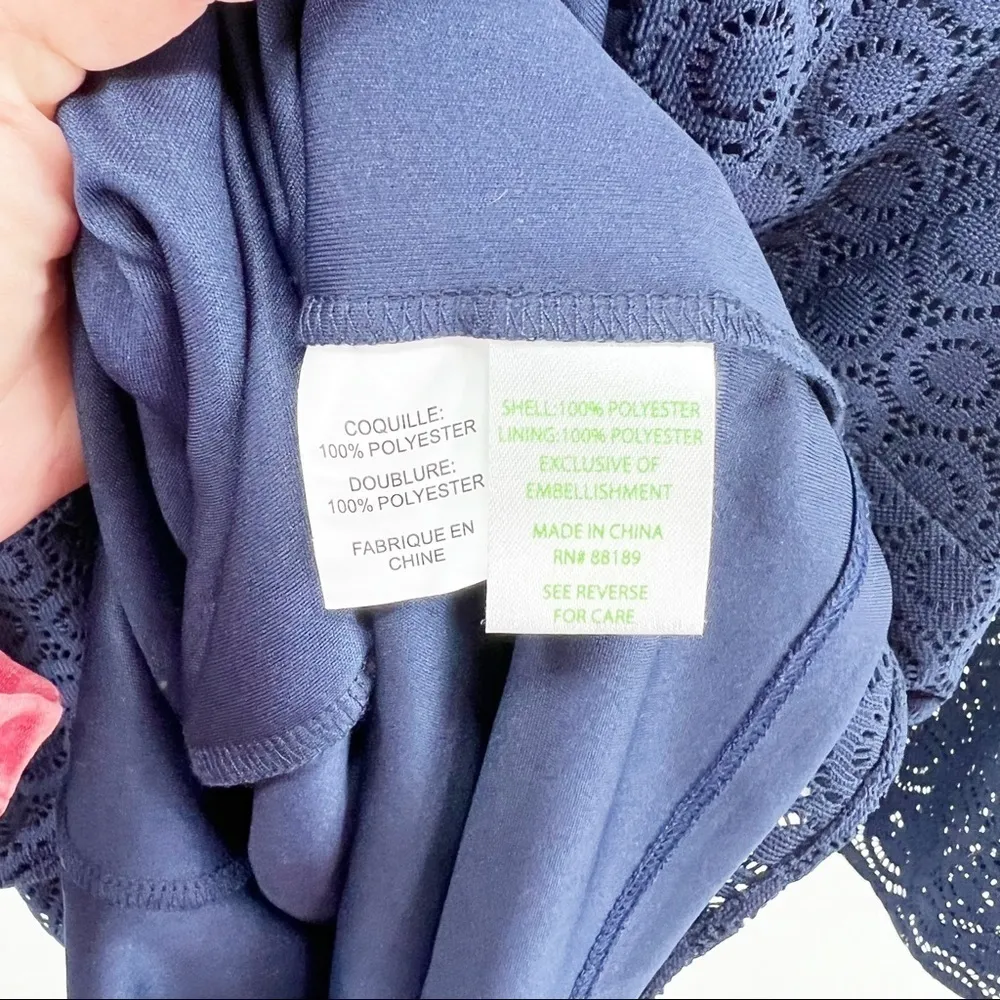 COQUILLE:
100% POLYESTER
DOUBLURE:
100% POLYESTER
FABRIQUE EN
CHINE
SHELL:100% POLYESTER
LINING:100% POLYESTER
EXCLUSIVE OF
EMBELLISHMENT
MADE IN CHINA
RN# 88189
SEE REVERSE
FOR CARE